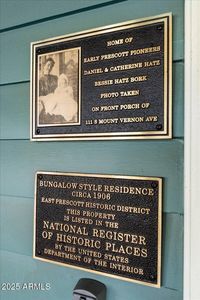 HOME OF
EARLY PRESCOTT PIONEERS
DANIEL & CATHERINE HATZ
BESSIE HATZ BORK
PHOTO TAKEN
ON FRONT PORCH OF
111 S MOUNT VERNON AVE
BUNGALOW STYLE RESIDENCE
CIRCA 1906
EAST PRESCOTT HISTORIC DISTRICT
THIS PROPERTY
IS LISTED IN THE
NATIONAL REGISTER
OF HISTORIC PLACES
BY THE UNITED STATES
DEPARTMENT OF THE INTERIOR
2025 © ARMLS